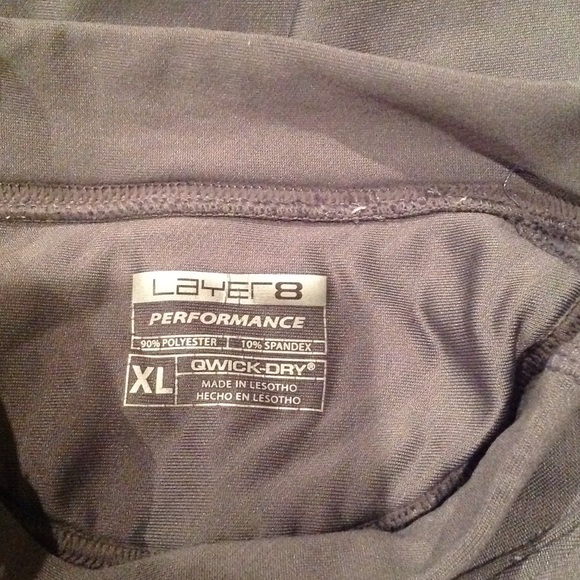 Layer8
PERFORMANCE
90% POLYESTER 10% SPANDEX
XL
QWICK-DRY®
MADE IN LESOTHO
HECHO EN LESOTHO